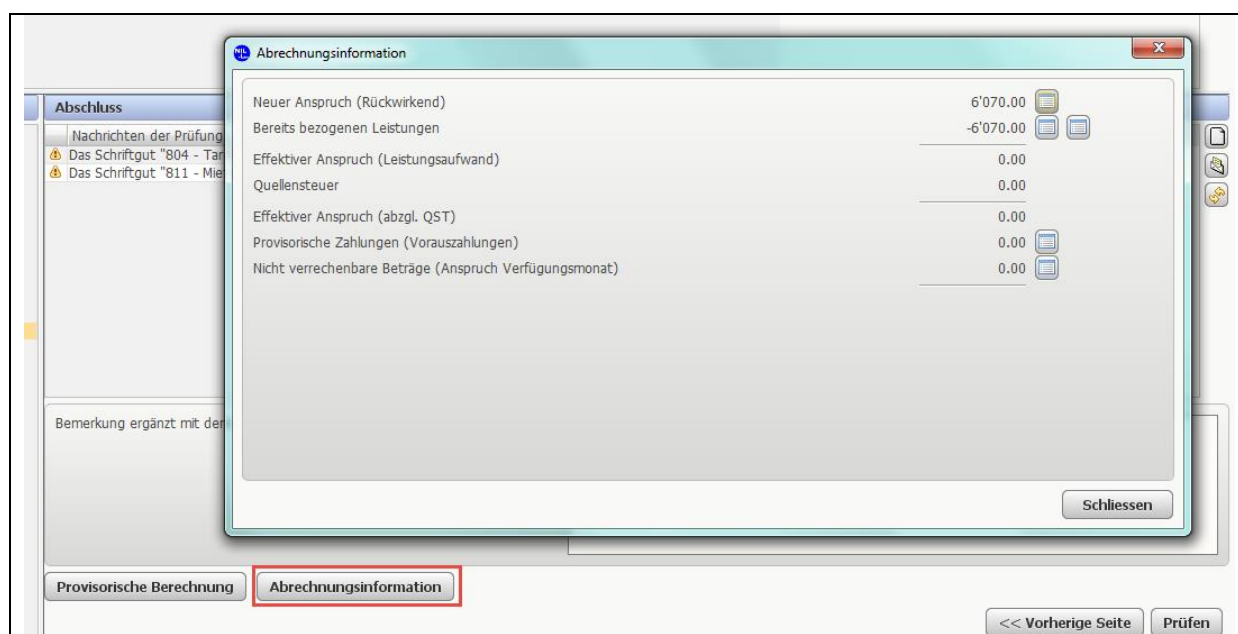 Abrechnungsinformation
Neuer Anspruch (Rückwirkend) 6'070.00
Bereits bezogenen Leistungen -6'070.00
Effektiver Anspruch (Leistungsaufwand) 0.00
Quellensteuer 0.00
Effektiver Anspruch (abzgl. QST) 0.00
Provisorische Zahlungen (Vorauszahlungen) 0.00
Nicht verrechenbare Beträge (Anspruch Verfügungsmonat) 0.00
Schliessen
Abschluss
Nachrichten der Prüfung
Das Schriftgut "804 - Tar
Das Schriftgut "811 - Mie
Bemerkung ergänzt mit der
Provisorische Berechnung Abrechnungsinformation
<< Vorherige Seite Prüfen